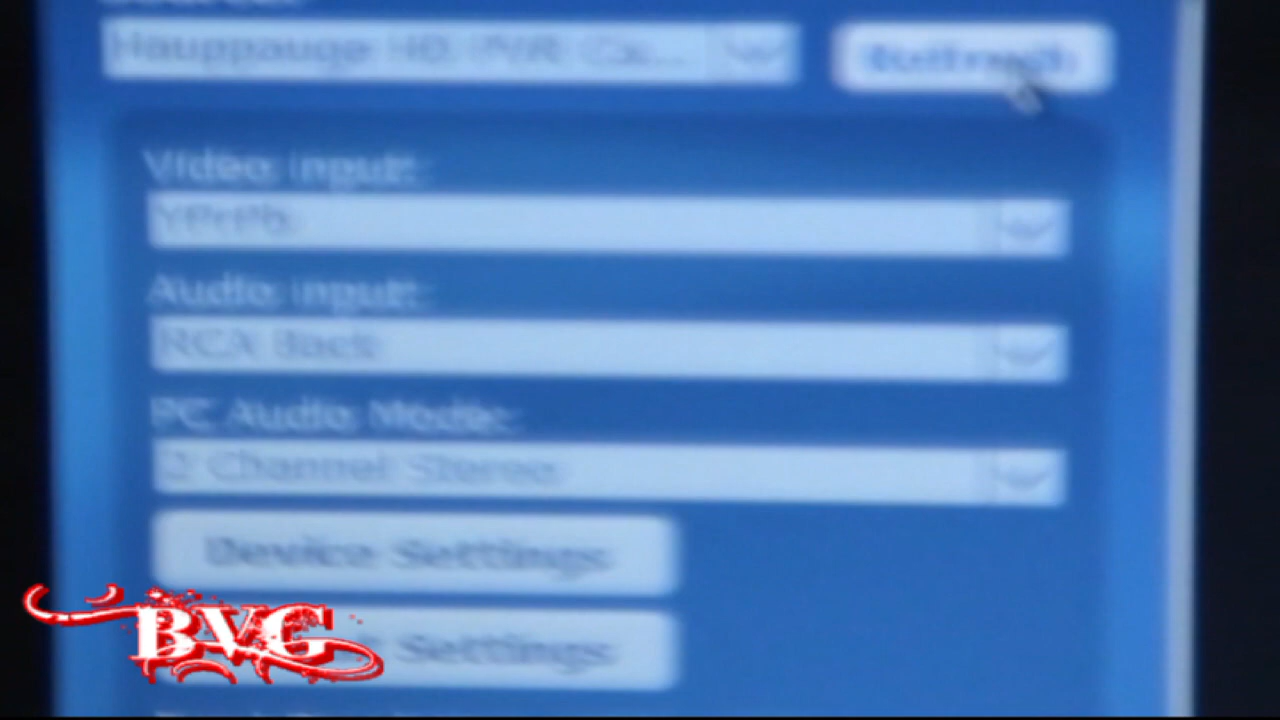 Hauppauge HD PVR Ca...
Refresh
Video input:
YPrPb
Audio input:
RCA Back
PC Audio Mode:
2 Channel Stereo
Device Settings
Settings
BVG